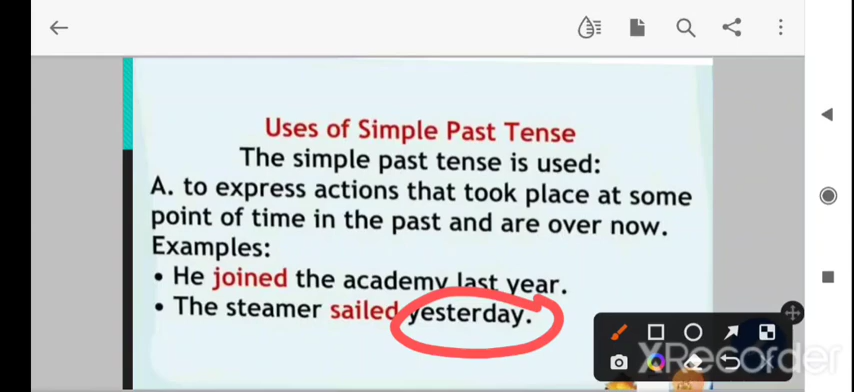 Uses of Simple Past Tense
The simple past tense is used:
A. to express actions that took place at some
point of time in the past and are over now.
Examples:
• He joined the academy last year.
• The steamer sailed yesterday.
XRecorder